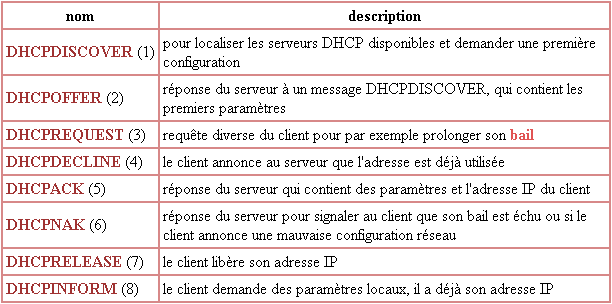 nom description
DHCPDISCOVER (1) pour localiser les serveurs DHCP disponibles et demander une première
configuration
DHCPOFFER (2) réponse du serveur à un message DHCPDISCOVER, qui contient les
premiers paramètres
DHCPREQUEST (3) requête diverse du client pour par exemple prolonger son bail
DHCPDECLINE (4) le client annonce au serveur que l'adresse est déjà utilisée
DHCPACK (5) réponse du serveur qui contient des paramètres et l'adresse IP du client
DHCPNAK (6) réponse du serveur pour signaler au client que son bail est échu ou si le
client annonce une mauvaise configuration réseau
DHCPRELEASE (7) le client libère son adresse IP
DHCPINFORM (8) le client demande des paramètres locaux, il a déjà son adresse IP